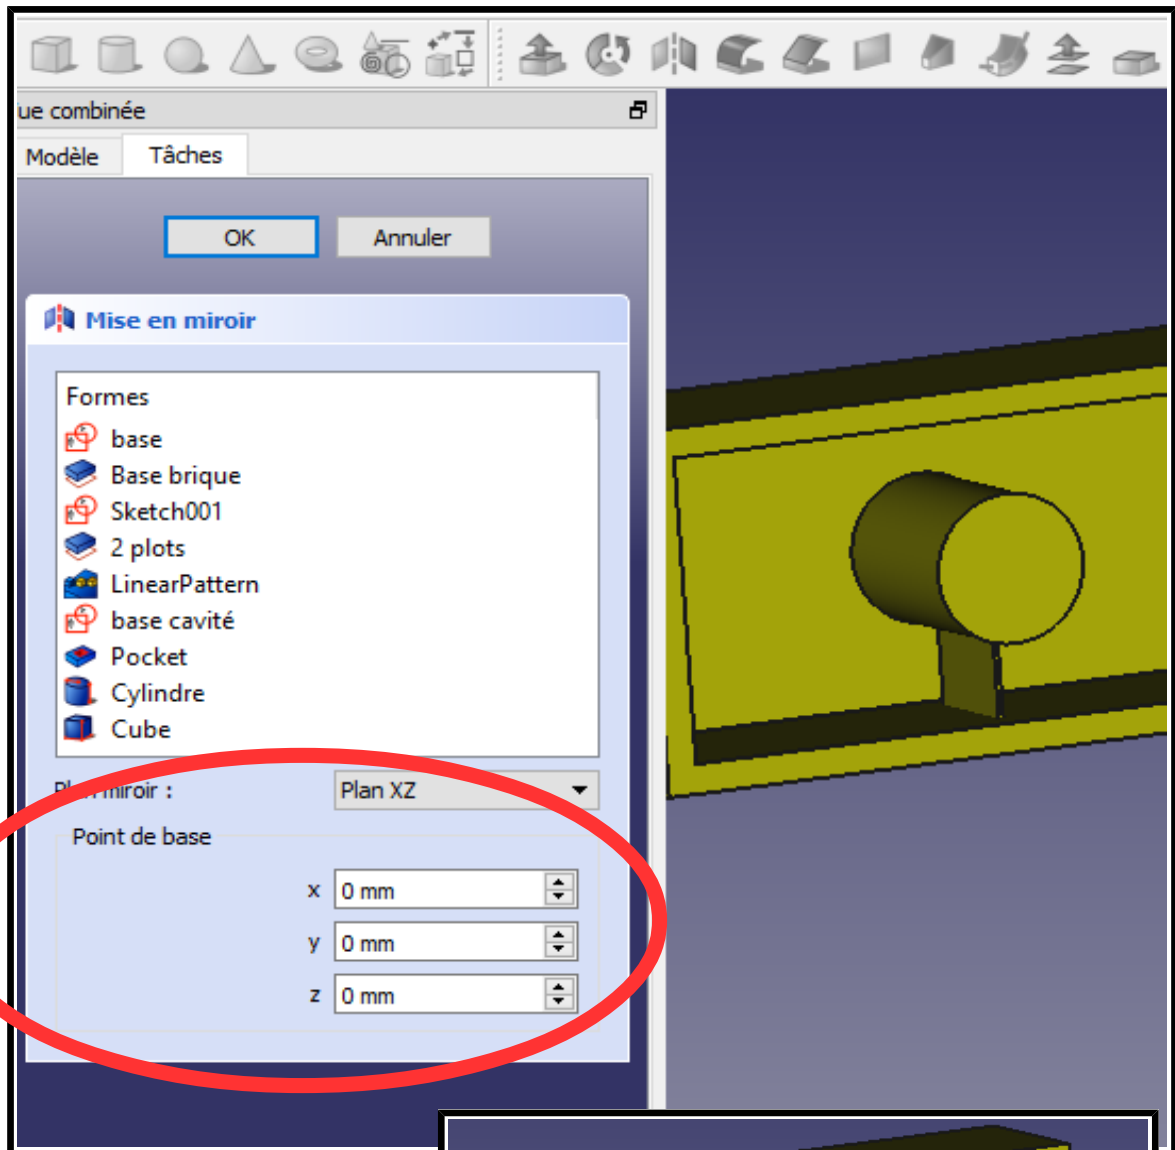 ue combinée
Modèle Tâches
OK Annuler
Mise en miroir
Formes
base
Base brique
Sketch001
2 plots
LinearPattern
base cavité
Pocket
Cylindre
Cube
Plan miroir : Plan XZ
Point de base
x 0 mm
y 0 mm
z 0 mm